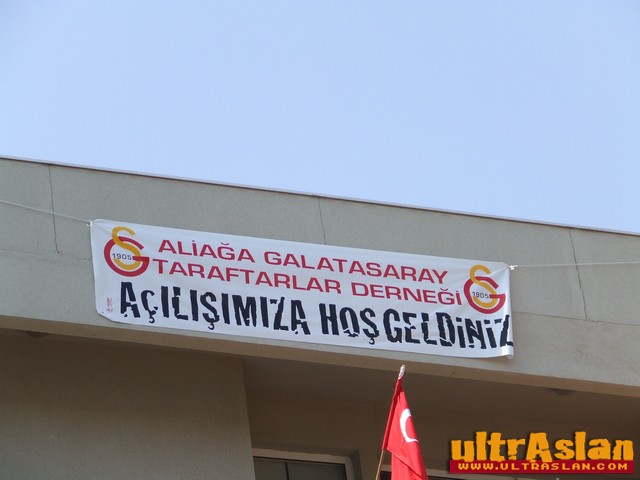 1905 ALİAĞA GALATASARAY
TARAFTARLAR DERNEĞİ 1905
AÇILIŞIMIZA HOŞGELDİNİZ
ultrAslan
WWW.ULTRASLAN.COM